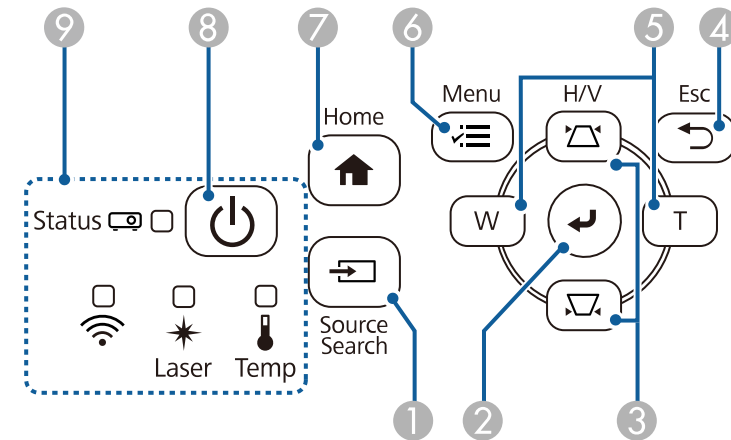 9 8 7 6 5 4
Home
Menu H/V Esc
Status
W T
Source
Search
Laser Temp
1 2 3